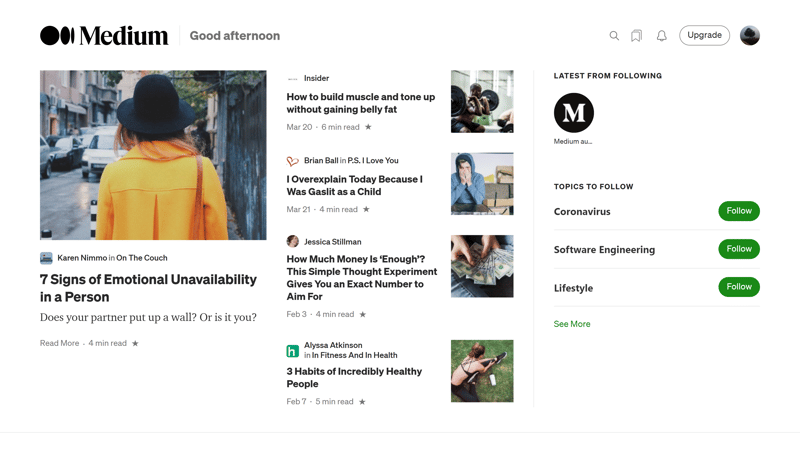 Medium
Good afternoon
Upgrade
Karen Nimmo in On The Couch
7 Signs of Emotional Unavailability
in a Person
Does your partner put up a wall? Or is it you?
Read More · 4 min read ★
Insider
How to build muscle and tone up
without gaining belly fat
Mar 20 · 6 min read ★
Brian Ball in P.S. I Love You
I Overexplain Today Because I
Was Gaslit as a Child
Mar 21 · 4 min read ★
Jessica Stillman
How Much Money Is ‘Enough’?
This Simple Thought Experiment
Gives You an Exact Number to
Aim For
Feb 3 · 4 min read ★
h
Alyssa Atkinson
in In Fitness And In Health
3 Habits of Incredibly Healthy
People
Feb 7 · 5 min read ★
LATEST FROM FOLLOWING
M
Medium au...
TOPICS TO FOLLOW
Coronavirus
Follow
Software Engineering
Follow
Lifestyle
Follow
See More